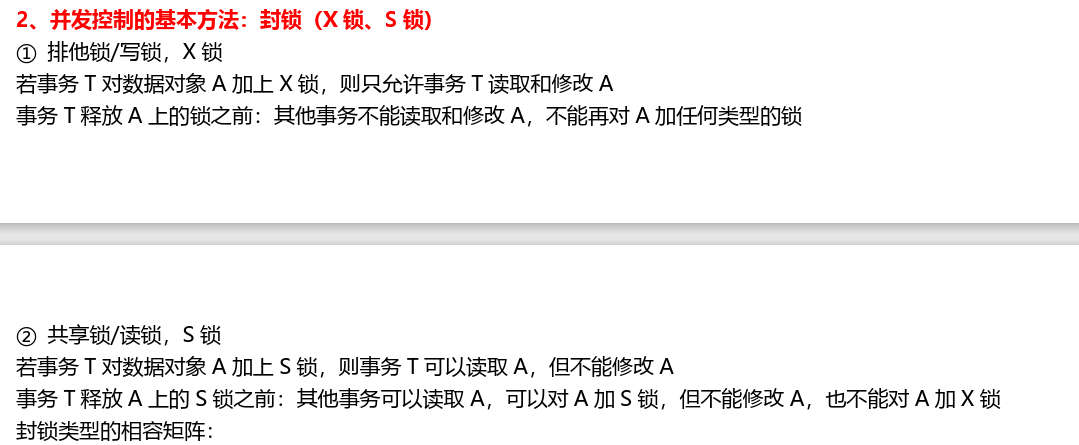 2、并发控制的基本方法：封锁（X 锁、S 锁）
① 排他锁/写锁，X 锁
若事务 T 对数据对象 A 加上 X 锁，则只允许事务 T 读取和修改 A
事务 T 释放 A 上的锁之前：其他事务不能读取和修改 A，不能再对 A 加任何类型的锁
② 共享锁/读锁，S 锁
若事务 T 对数据对象 A 加上 S 锁，则事务 T 可以读取 A，但不能修改 A
事务 T 释放 A 上的 S 锁之前：其他事务可以读取 A，可以对 A 加 S 锁，但不能修改 A，也不能对 A 加 X 锁
封锁类型的相容矩阵：